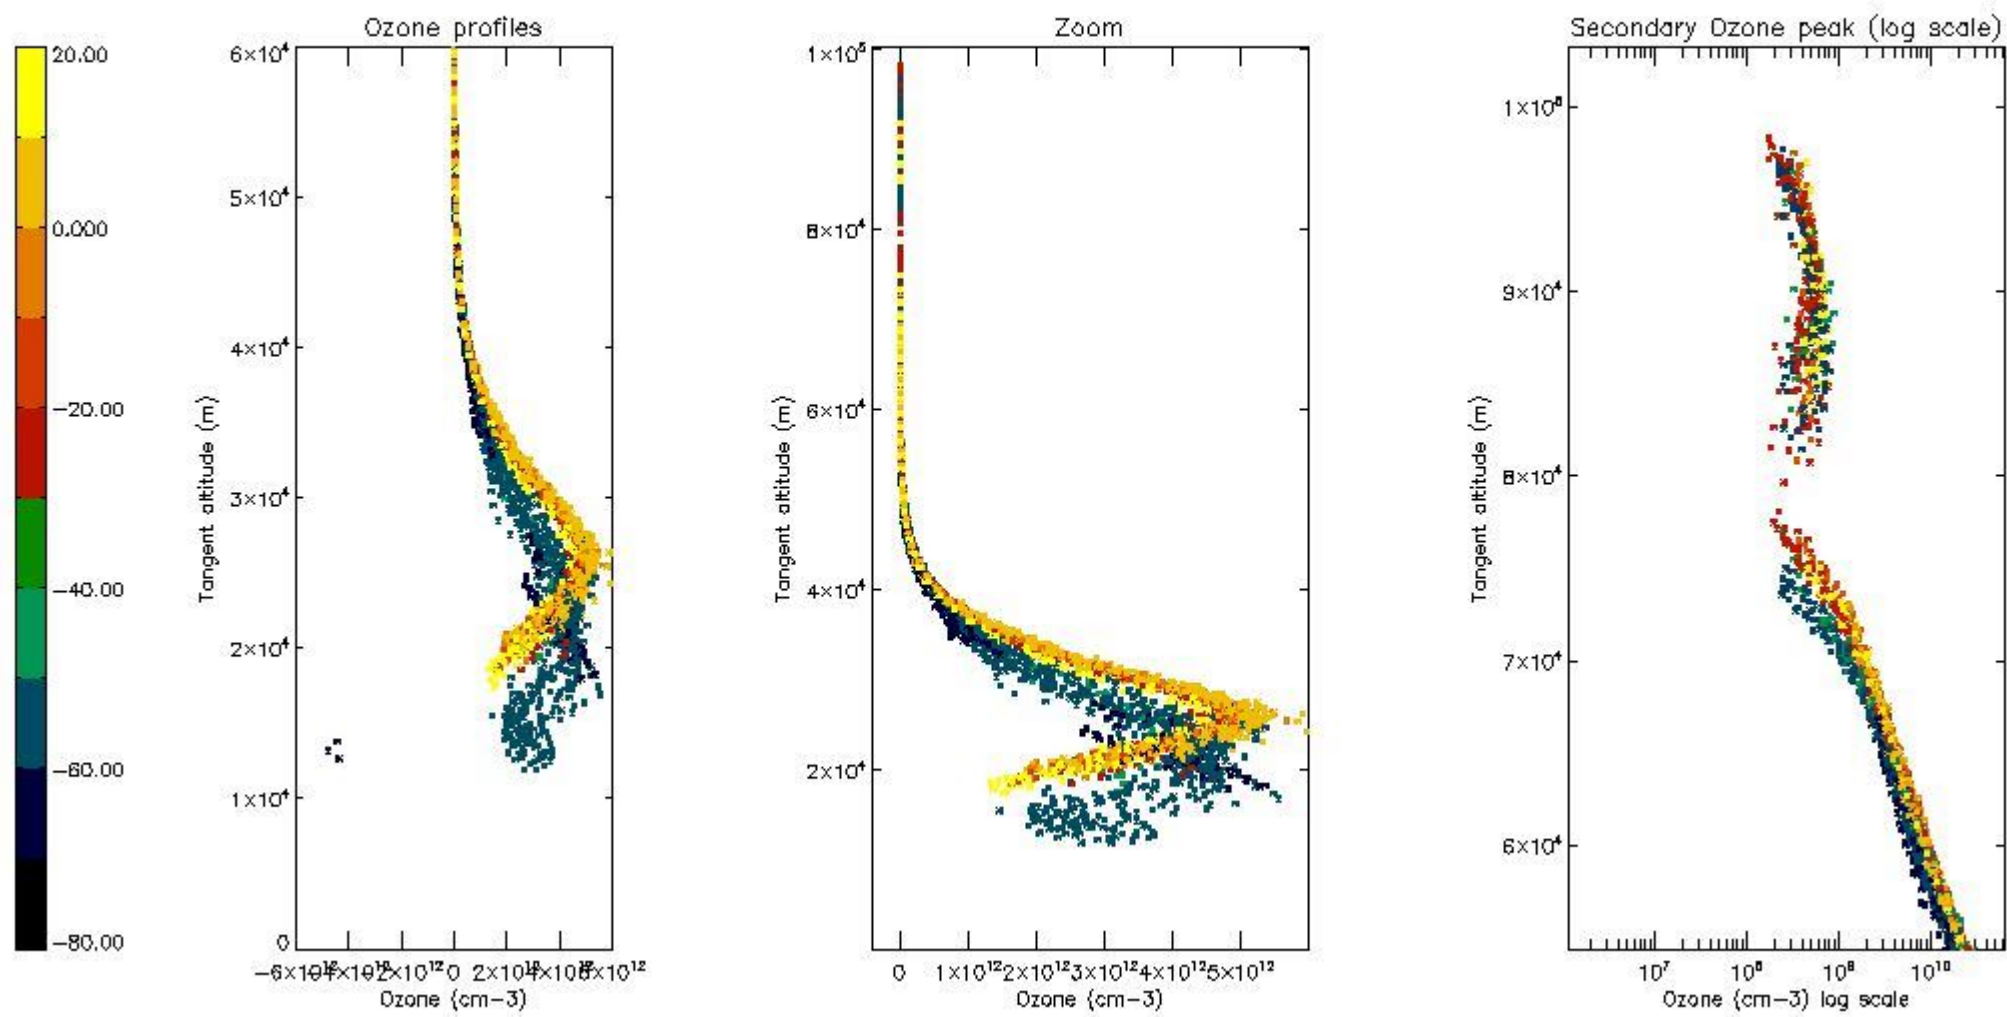 Ozone profiles
Zoom
Secondary Ozone peak (log scale)
20.00
0.000
−20.00
−40.00
−60.00
−80.00
6×10⁴
5×10⁴
4×10⁴
3×10⁴
2×10⁴
1×10⁴
0
Tangent altitude (m)
0
Ozone (cm−3)
1×10⁵
8×10⁴
6×10⁴
4×10⁴
2×10⁴
Tangent altitude (m)
0 1×10¹² 2×10¹² 3×10¹² 4×10¹² 5×10¹²
Ozone (cm−3)
1×10⁵
9×10⁴
8×10⁴
7×10⁴
6×10⁴
Tangent altitude (m)
10⁷ 10⁸ 10⁹ 10¹⁰
Ozone (cm−3) log scale